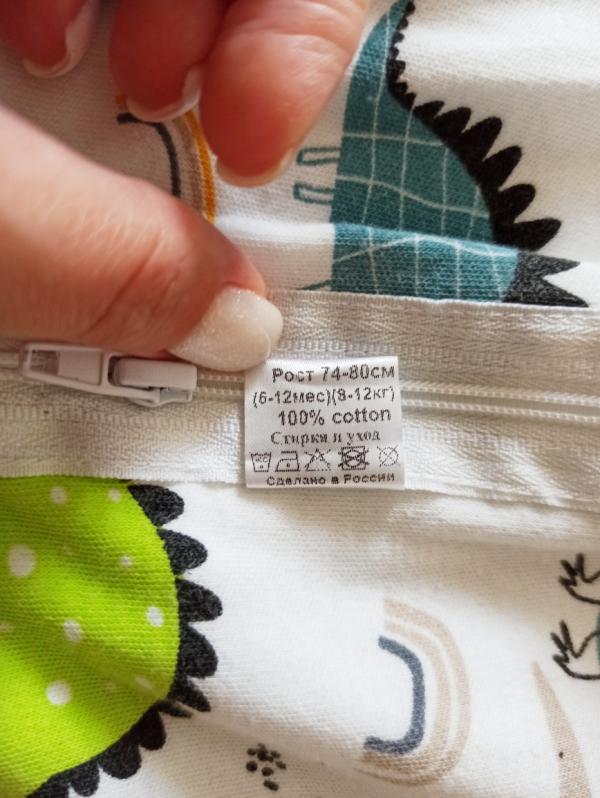 Рост 74-80см
(6-12мес)(8-12кг)
100% cotton
Стирка и уход
Сделано в России